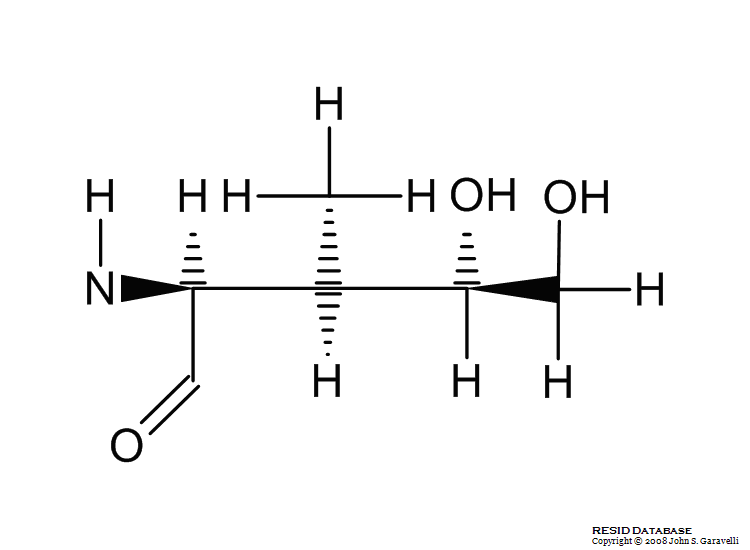 H
H H H H OH OH
N H
H H H
O
RESID DATABASE
Copyright © 2008 John S. Garavelli